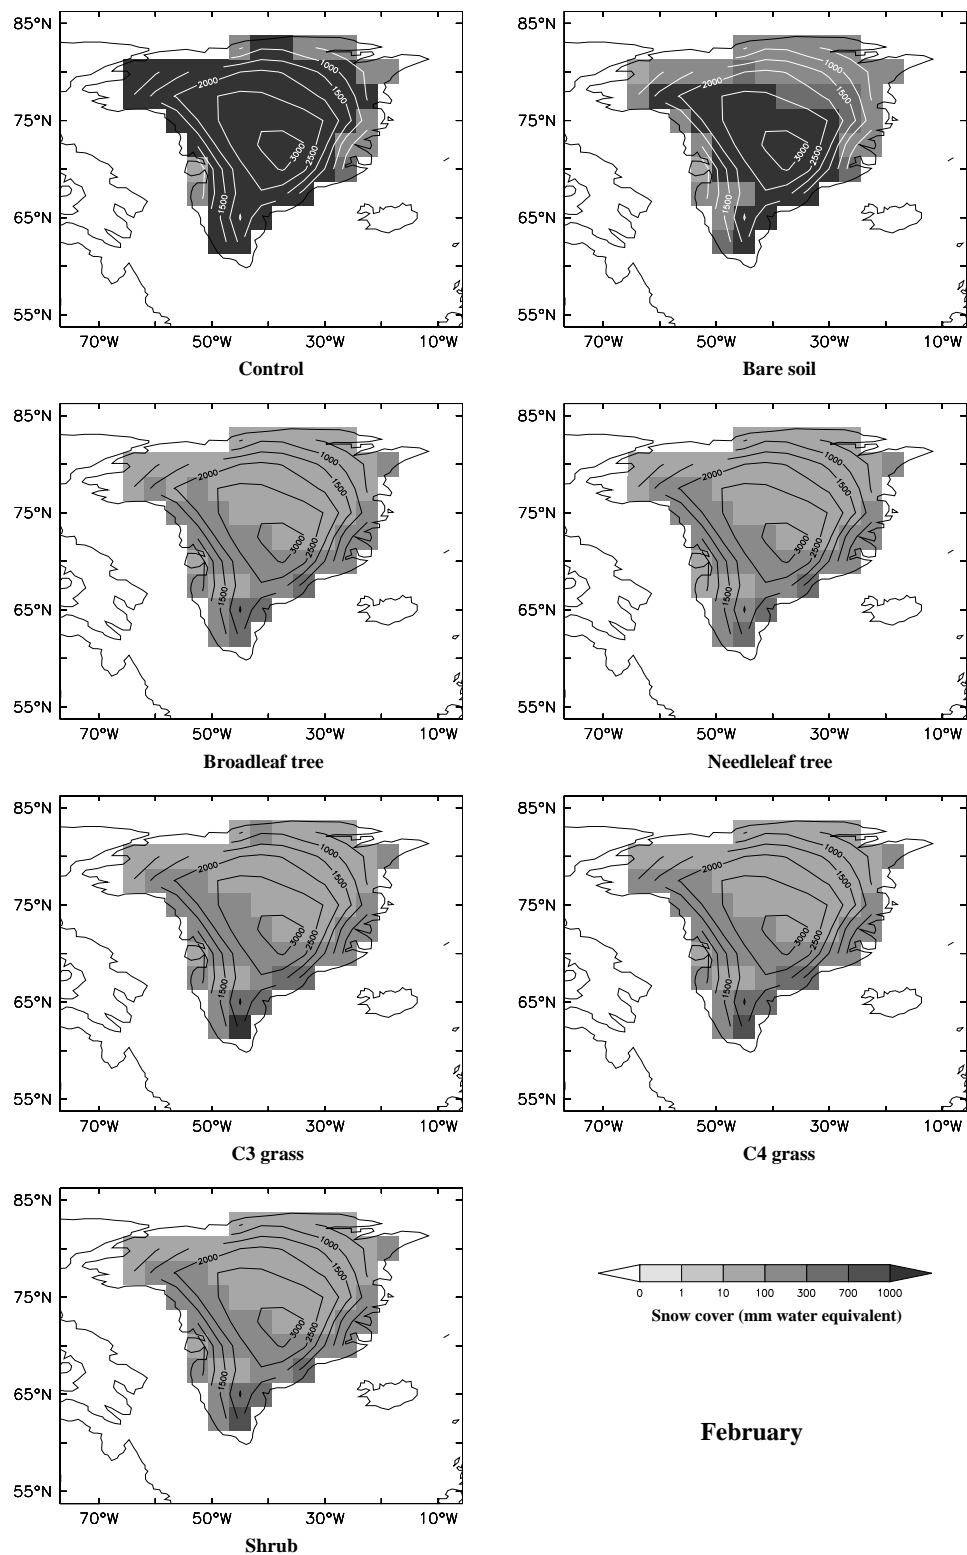 85°N
75°N
65°N
55°N
70°W 50°W 30°W 10°W
1000
2000
1500
3000
2500
1500
Control
85°N
75°N
65°N
55°N
70°W 50°W 30°W 10°W
1000
2000
1500
3000
2500
1500
Bare soil
85°N
75°N
65°N
55°N
70°W 50°W 30°W 10°W
1000
2000
1500
3000
2500
1500
Broadleaf tree
85°N
75°N
65°N
55°N
70°W 50°W 30°W 10°W
1000
2000
1500
3000
2500
1500
Needleleaf tree
85°N
75°N
65°N
55°N
70°W 50°W 30°W 10°W
1000
2000
1500
3000
2500
1500
C3 grass
85°N
75°N
65°N
55°N
70°W 50°W 30°W 10°W
1000
2000
1500
3000
2500
1500
C4 grass
85°N
75°N
65°N
55°N
70°W 50°W 30°W 10°W
1000
2000
1500
3000
2500
1500
Shrub
0 1 10 100 300 700 1000
Snow cover (mm water equivalent)
February